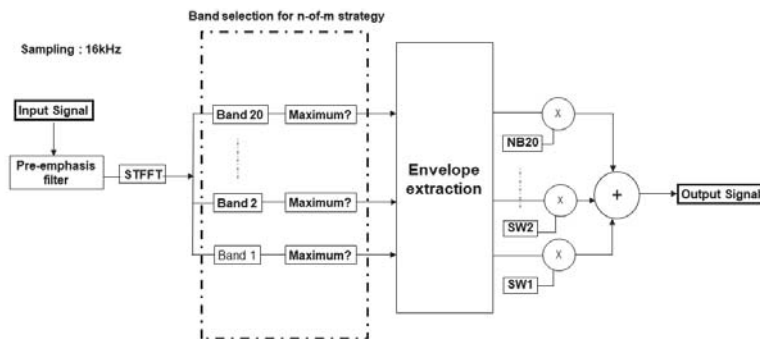 Band selection for n-of-m strategy
Sampling : 16kHz
Input Signal
Pre-emphasis
filter
STFFT
Band 20
Maximum?
Band 2
Maximum?
Band 1
Maximum?
Envelope
extraction
X
NB20
X
SW2
X
SW1
+
Output Signal